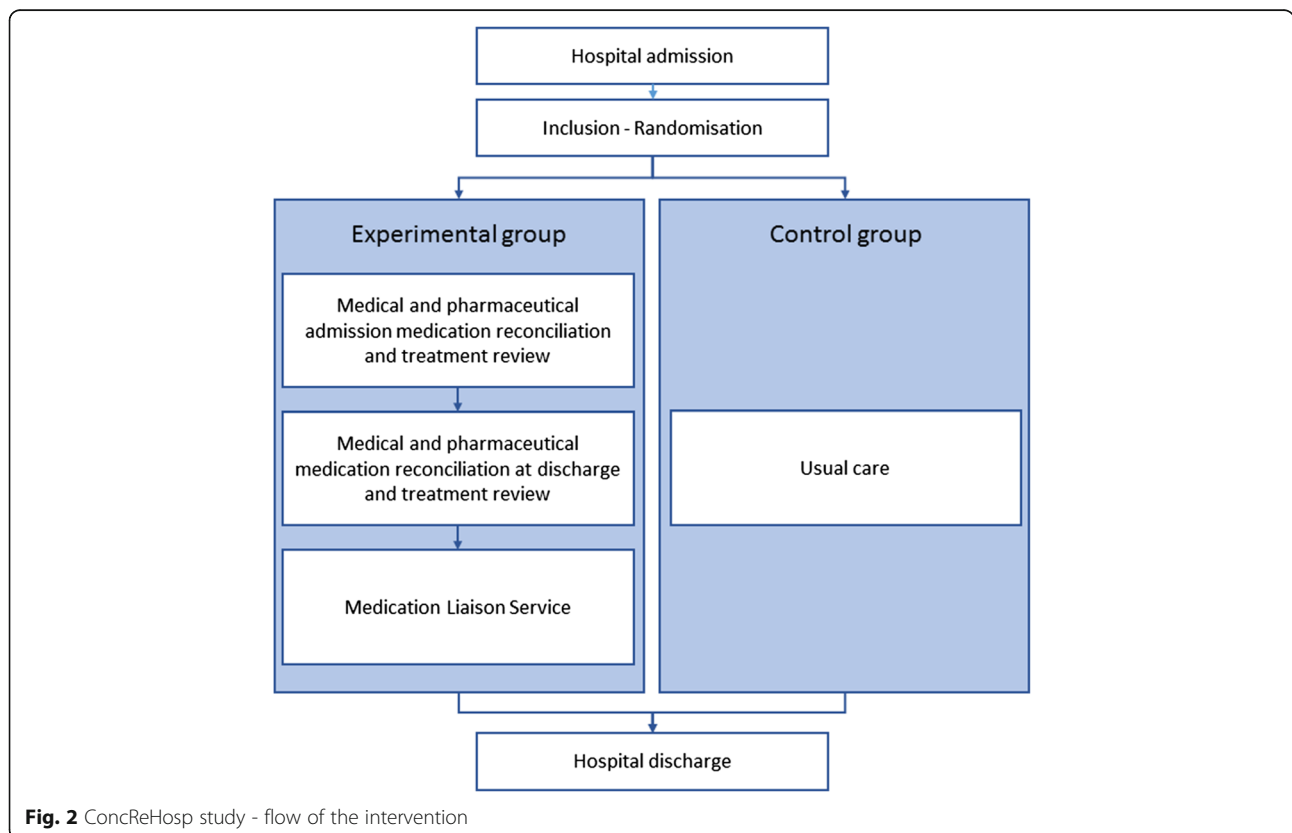 Hospital admission
Inclusion - Randomisation
Experimental group
Medical and pharmaceutical
admission medication reconciliation
and treatment review
Medical and pharmaceutical
medication reconciliation at discharge
and treatment review
Medication Liaison Service
Control group
Usual care
Hospital discharge
Fig. 2 ConcReHosp study - flow of the intervention